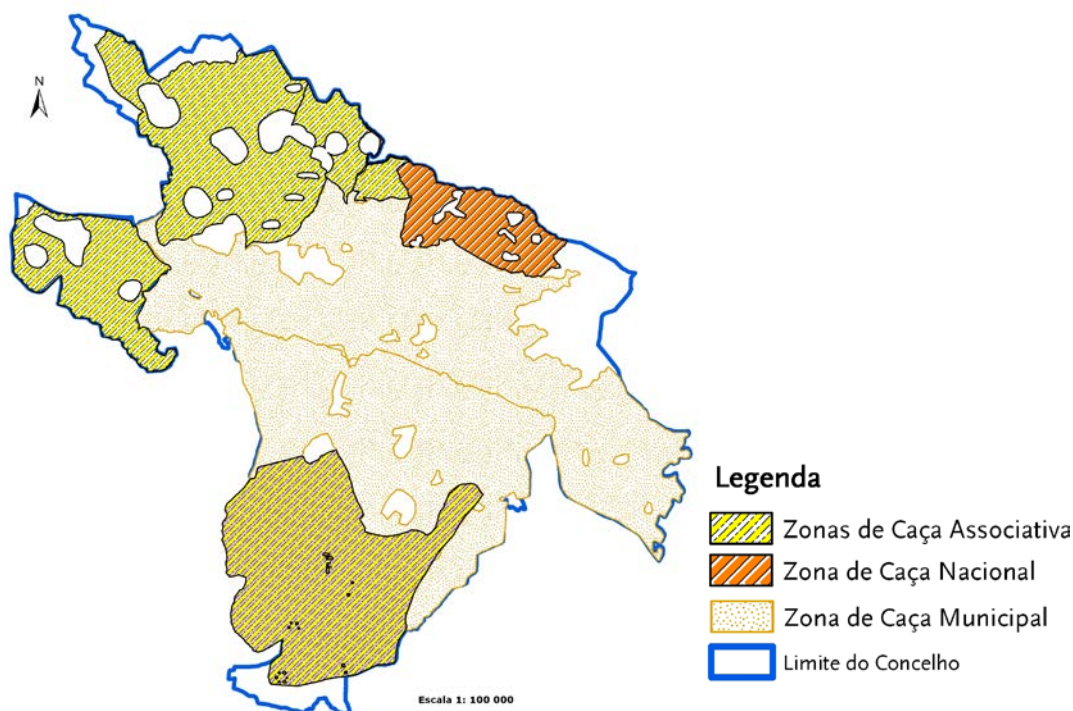 N
Legenda
Zonas de Caça Associativa
Zona de Caça Nacional
Zona de Caça Municipal
Limite do Concelho
Escala 1: 100 000